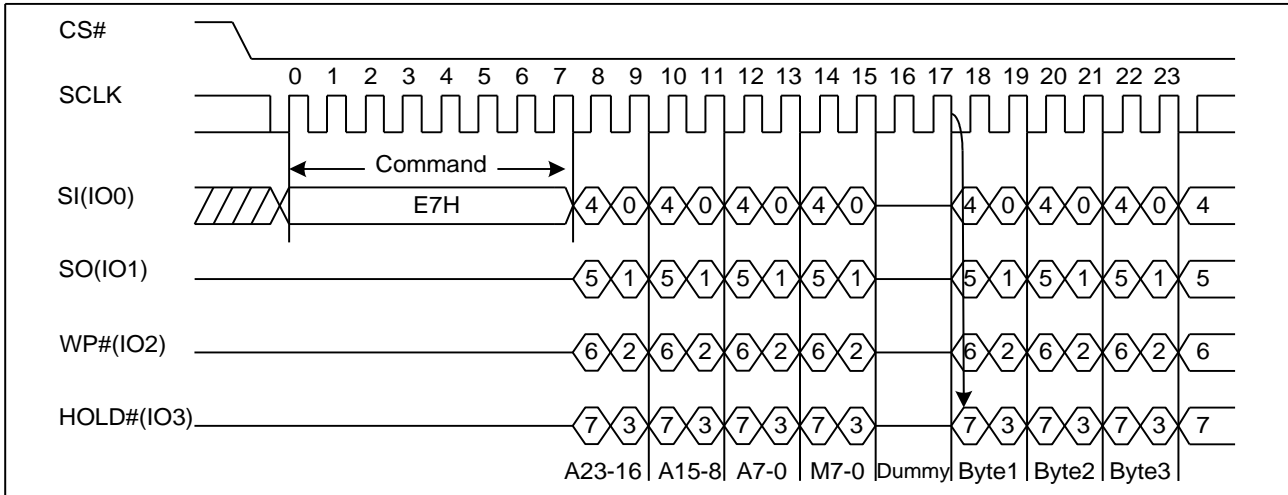 CS#
0 1 2 3 4 5 6 7 8 9 10 11 12 13 14 15 16 17 18 19 20 21 22 23
SCLK
Command
SI(IO0) E7H 4 0 4 0 4 0 4 0 4 0 4 0 4 0 4
SO(IO1) 5 1 5 1 5 1 5 1 5 1 5 1 5 1 5
WP#(IO2) 6 2 6 2 6 2 6 2 6 2 6 2 6 2 6
HOLD#(IO3) 7 3 7 3 7 3 7 3 7 3 7 3 7 3 7
A23-16 A15-8 A7-0 M7-0 Dummy Byte1 Byte2 Byte3